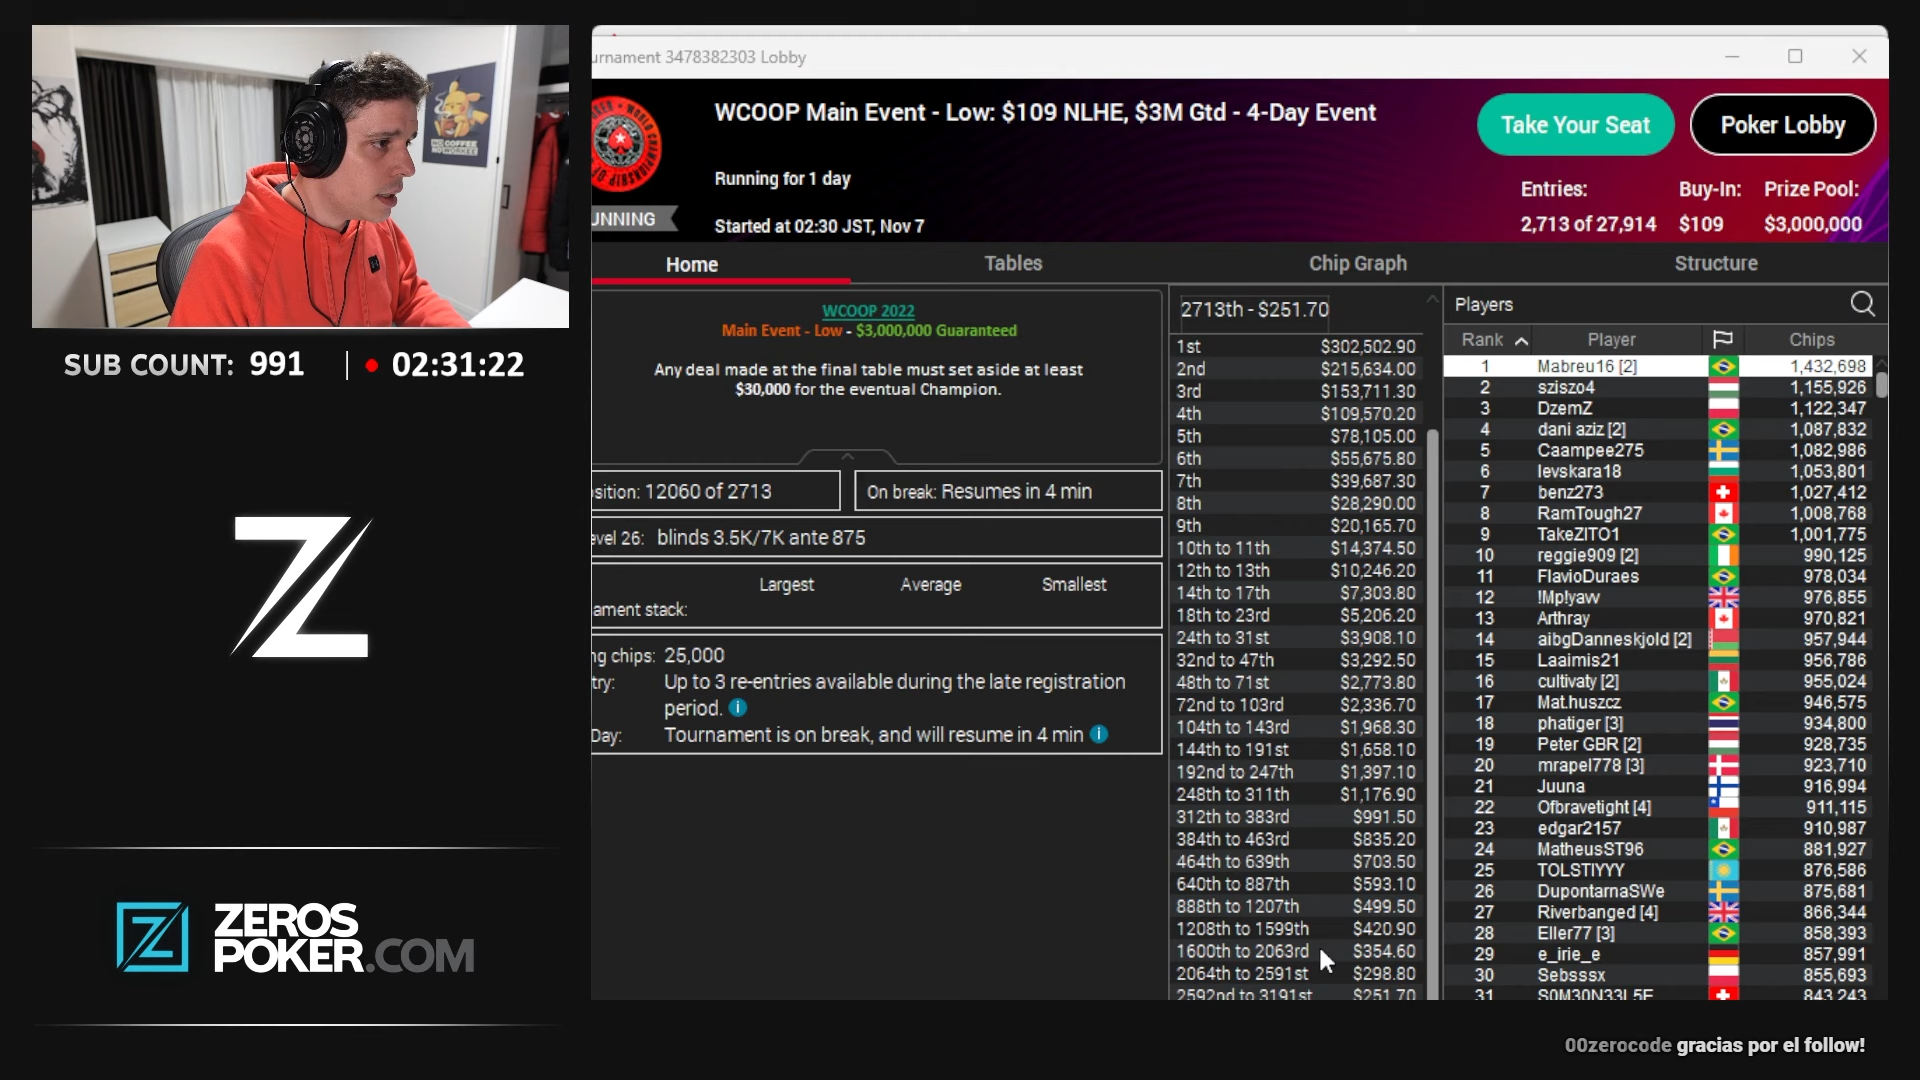 NO COFFEE
NO WORKEE
SUB COUNT: 991
02:31:22
ZEROS
POKER.COM
urnament 3478382303 Lobby
WCOOP Main Event - Low: $109 NLHE, $3M Gtd - 4-Day Event
Running for 1 day
UNNING
Started at 02:30 JST, Nov 7
Take Your Seat
Poker Lobby
Entries: Buy-In: Prize Pool:
2,713 of 27,914 $109 $3,000,000
Home Tables Chip Graph Structure
WCOOP 2022
Main Event - Low - $3,000,000 Guaranteed
Any deal made at the final table must set aside at least
$30,000 for the eventual Champion.
sition: 12060 of 2713
On break: Resumes in 4 min
evel 26: blinds 3.5K/7K ante 875
Largest Average Smallest
ament stack:
ng chips: 25,000
try: Up to 3 re-entries available during the late registration
period.
Day: Tournament is on break, and will resume in 4 min
2713th - $251.70
1st $302,502.90
2nd $215,634.00
3rd $153,711.30
4th $109,570.20
5th $78,105.00
6th $55,675.80
7th $39,687.30
8th $28,290.00
9th $20,165.70
10th to 11th $14,374.50
12th to 13th $10,246.20
14th to 17th $7,303.80
18th to 23rd $5,206.20
24th to 31st $3,908.10
32nd to 47th $3,292.50
48th to 71st $2,773.80
72nd to 103rd $2,336.70
104th to 143rd $1,968.30
144th to 191st $1,658.10
192nd to 247th $1,397.10
248th to 311th $1,176.90
312th to 383rd $991.50
384th to 463rd $835.20
464th to 639th $703.50
640th to 887th $593.10
888th to 1207th $499.50
1208th to 1599th $420.90
1600th to 2063rd $354.60
2064th to 2591st $298.80
2592nd to 3191st $251.70
Players
Rank Player Chips
1 Mabreu16 [2] 1,432,698
2 sziszo4 1,155,926
3 DzemZ 1,122,347
4 dani aziz [2] 1,087,832
5 Caampee275 1,082,986
6 levskara18 1,053,801
7 benz273 1,027,412
8 RamTough27 1,008,768
9 TakeZITO1 1,001,775
10 reggie909 [2] 990,125
11 FlavioDuraes 978,034
12 !Mp!yavv 976,855
13 Arthray 970,821
14 aibgDanneskjold [2] 957,944
15 Laaimis21 956,786
16 cultivaty [2] 955,024
17 Mat.huszcz 946,575
18 phatiger [3] 934,800
19 Peter GBR [2] 928,735
20 mrapel778 [3] 923,710
21 Juuna 916,994
22 Ofbravetight [4] 911,115
23 edgar2157 910,987
24 MatheusST96 881,927
25 TOLSTIYYY 876,586
26 DupontarnaSWe 875,681
27 Riverbanged [4] 866,344
28 Eller77 [3] 858,393
29 e_irie_e 857,991
30 Sebsssx 855,693
31 S0M30N33L5E 843,243
00zerocode gracias por el follow!